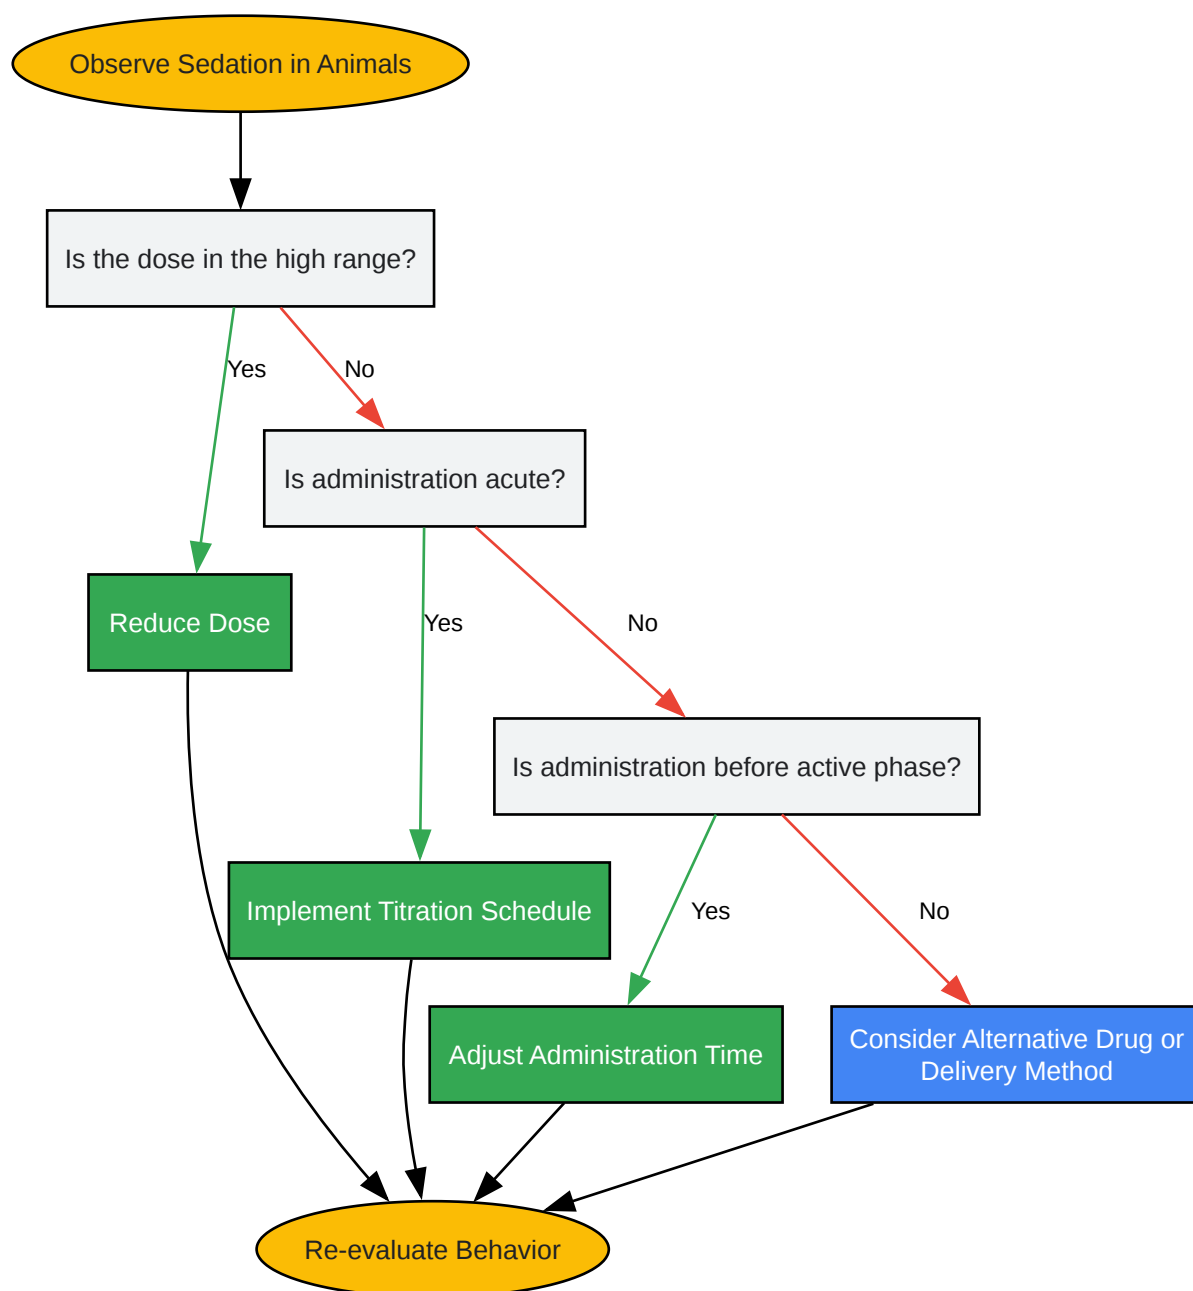 Observe Sedation in Animals
Is the dose in the high range?
Yes
No
Is administration acute?
Reduce Dose
Yes
No
Is administration before active phase?
Implement Titration Schedule
Yes
No
Adjust Administration Time
Consider Alternative Drug or
Delivery Method
Re-evaluate Behavior